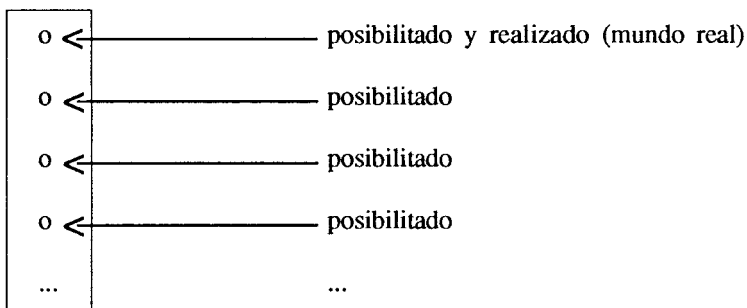 o posibilitado y realizado (mundo real)
o posibilitado
o posibilitado
o posibilitado
... ...